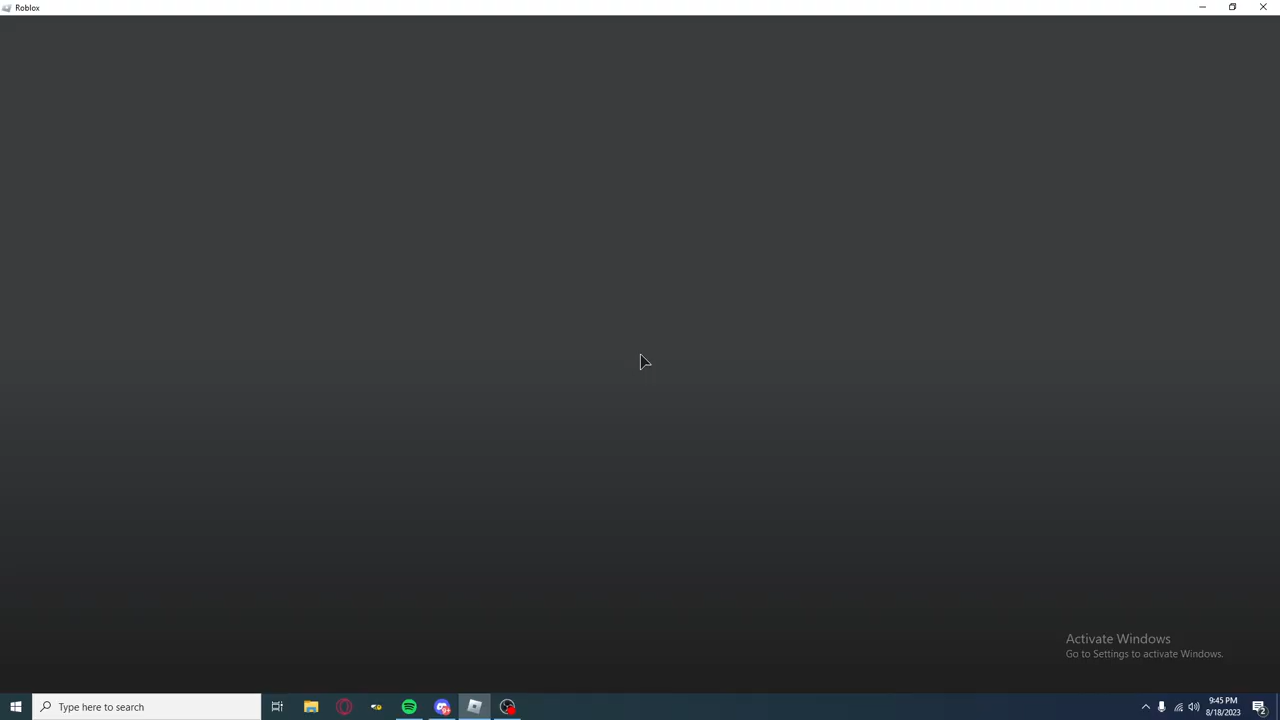 Roblox
Activate Windows
Go to Settings to activate Windows.
Type here to search
9:45 PM
8/18/2023
2